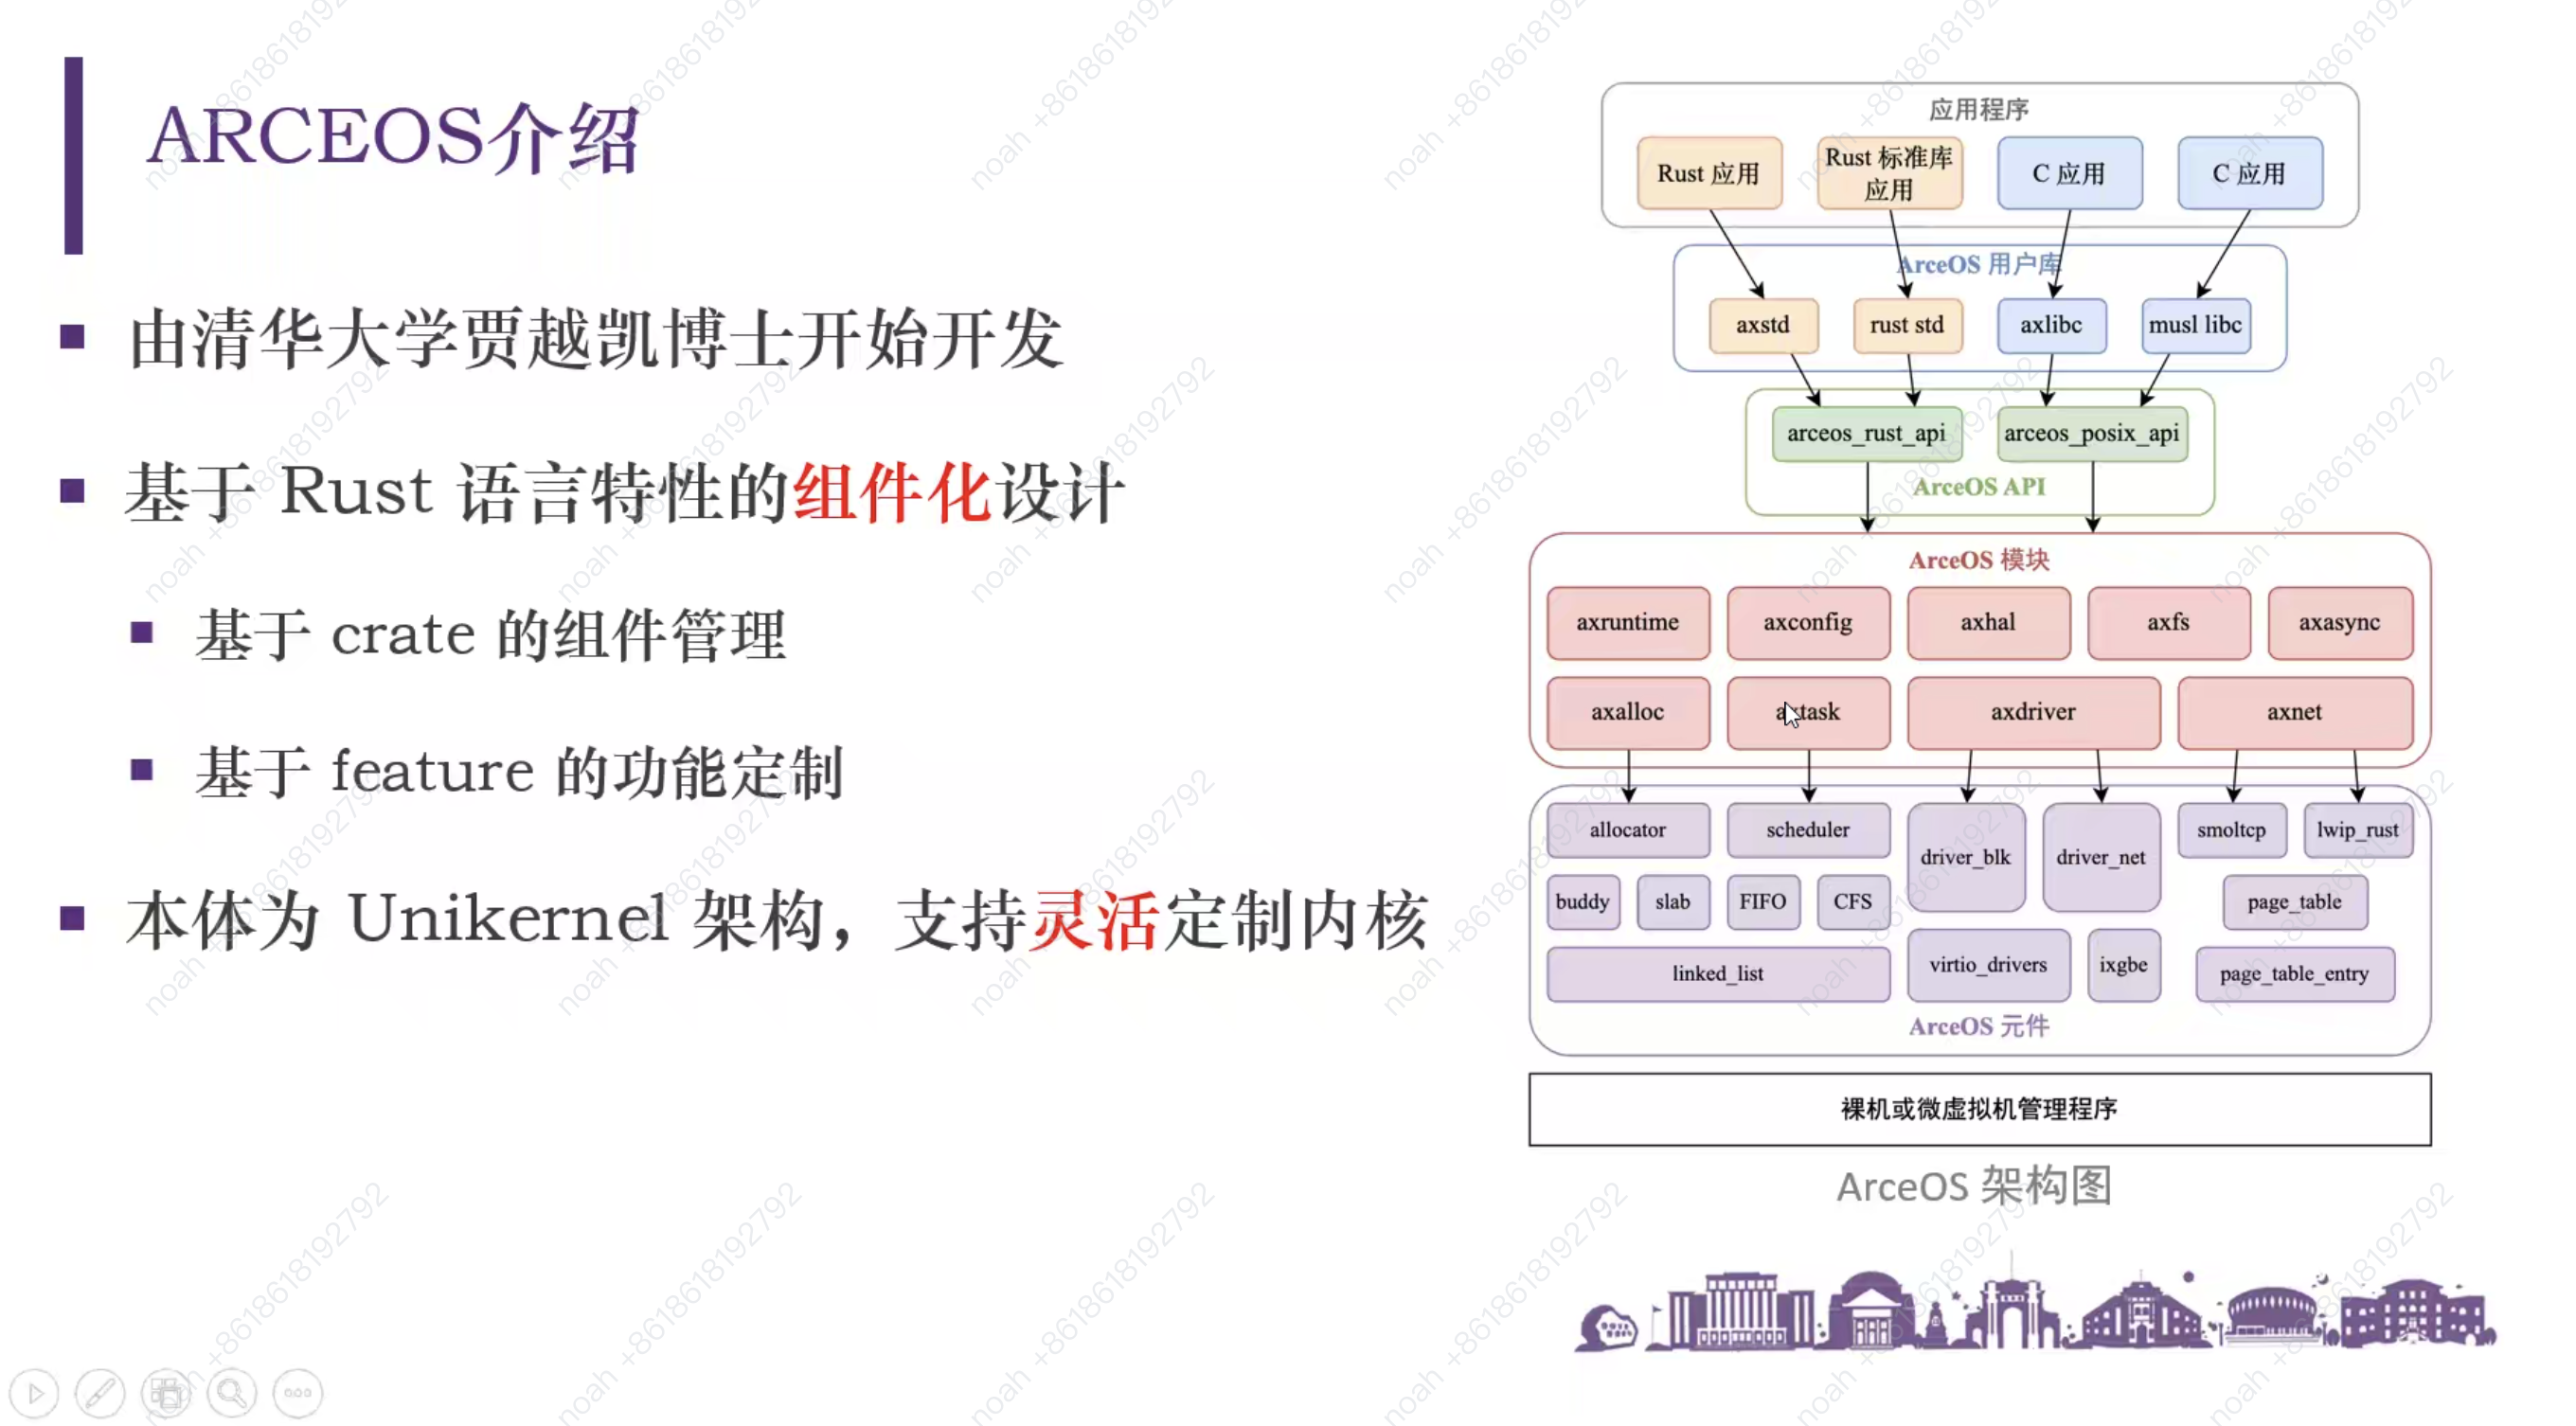 ARCEOS介绍
由清华大学贾越凯博士开始开发
基于 Rust 语言特性的组件化设计
基于 crate 的组件管理
基于 feature 的功能定制
本体为 Unikernel 架构，支持灵活定制内核
应用程序
Rust 应用
Rust 标准库
应用
C 应用
C 应用
ArceOS 用户库
axstd
rust std
axlibc
musl libc
arceos_rust_api
arceos_posix_api
ArceOS API
ArceOS 模块
axruntime
axconfig
axhal
axfs
axasync
axalloc
axtask
axdriver
axnet
allocator
scheduler
driver_blk
driver_net
smoltcp
lwip_rust
buddy
slab
FIFO
CFS
page_table
linked_list
virtio_drivers
ixgbe
page_table_entry
ArceOS 元件
裸机或微虚拟机管理程序
ArceOS 架构图
noah +8618618192792